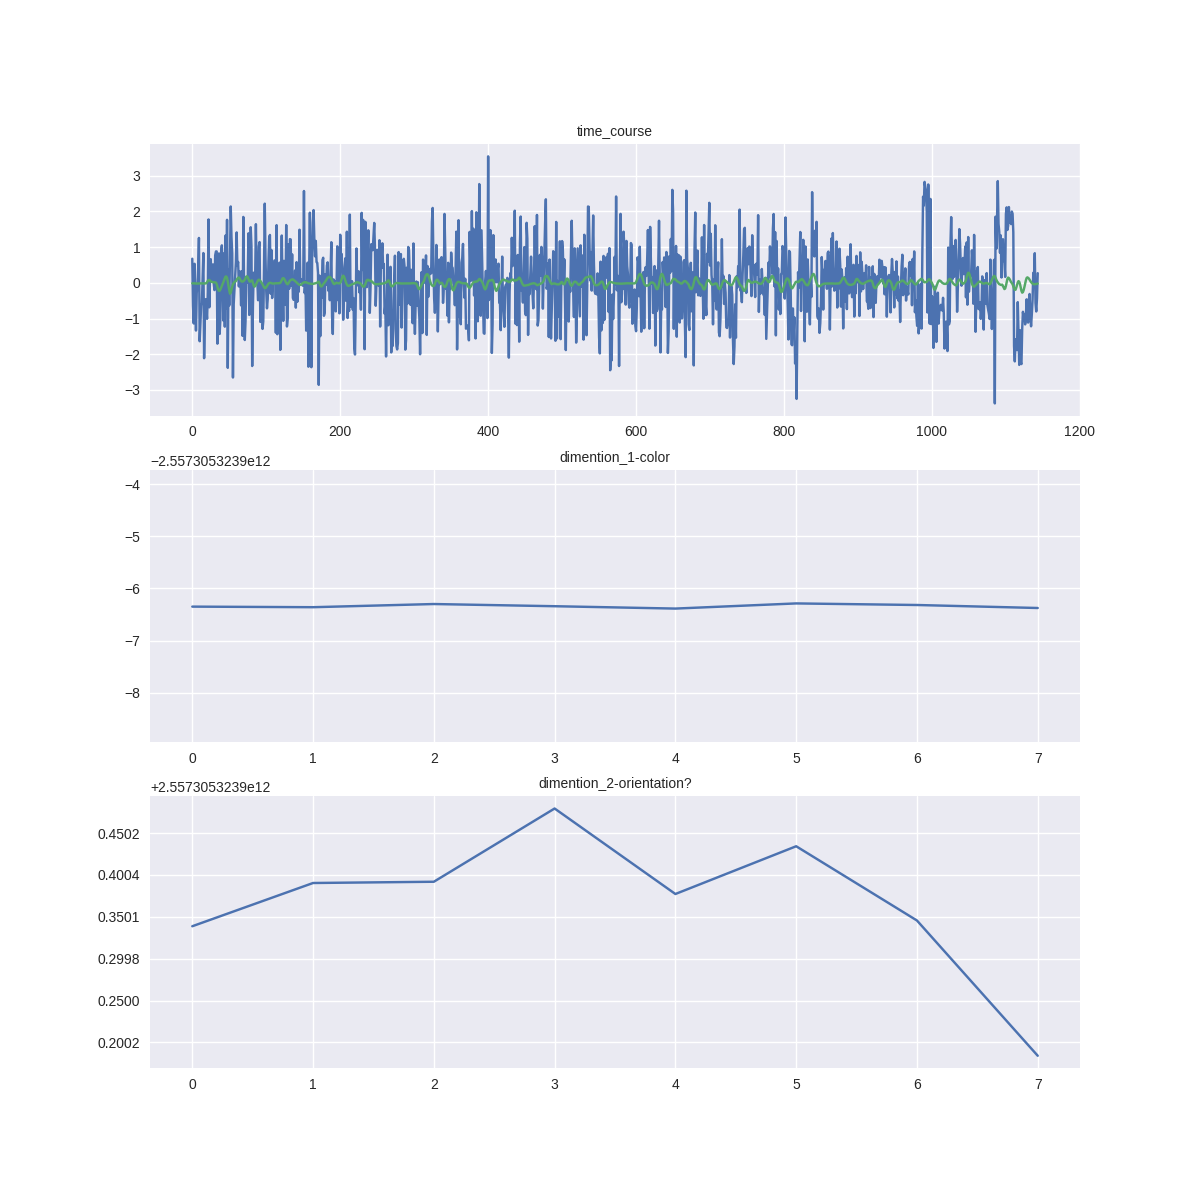 time_course
3
2
1
0
−1
−2
−3
0 200 400 600 800 1000 1200
−2.5573053239e12
dimention_1-color
−4
−5
−6
−7
−8
0 1 2 3 4 5 6 7
+2.5573053239e12
dimention_2-orientation?
0.4502
0.4004
0.3501
0.2998
0.2500
0.2002
0 1 2 3 4 5 6 7